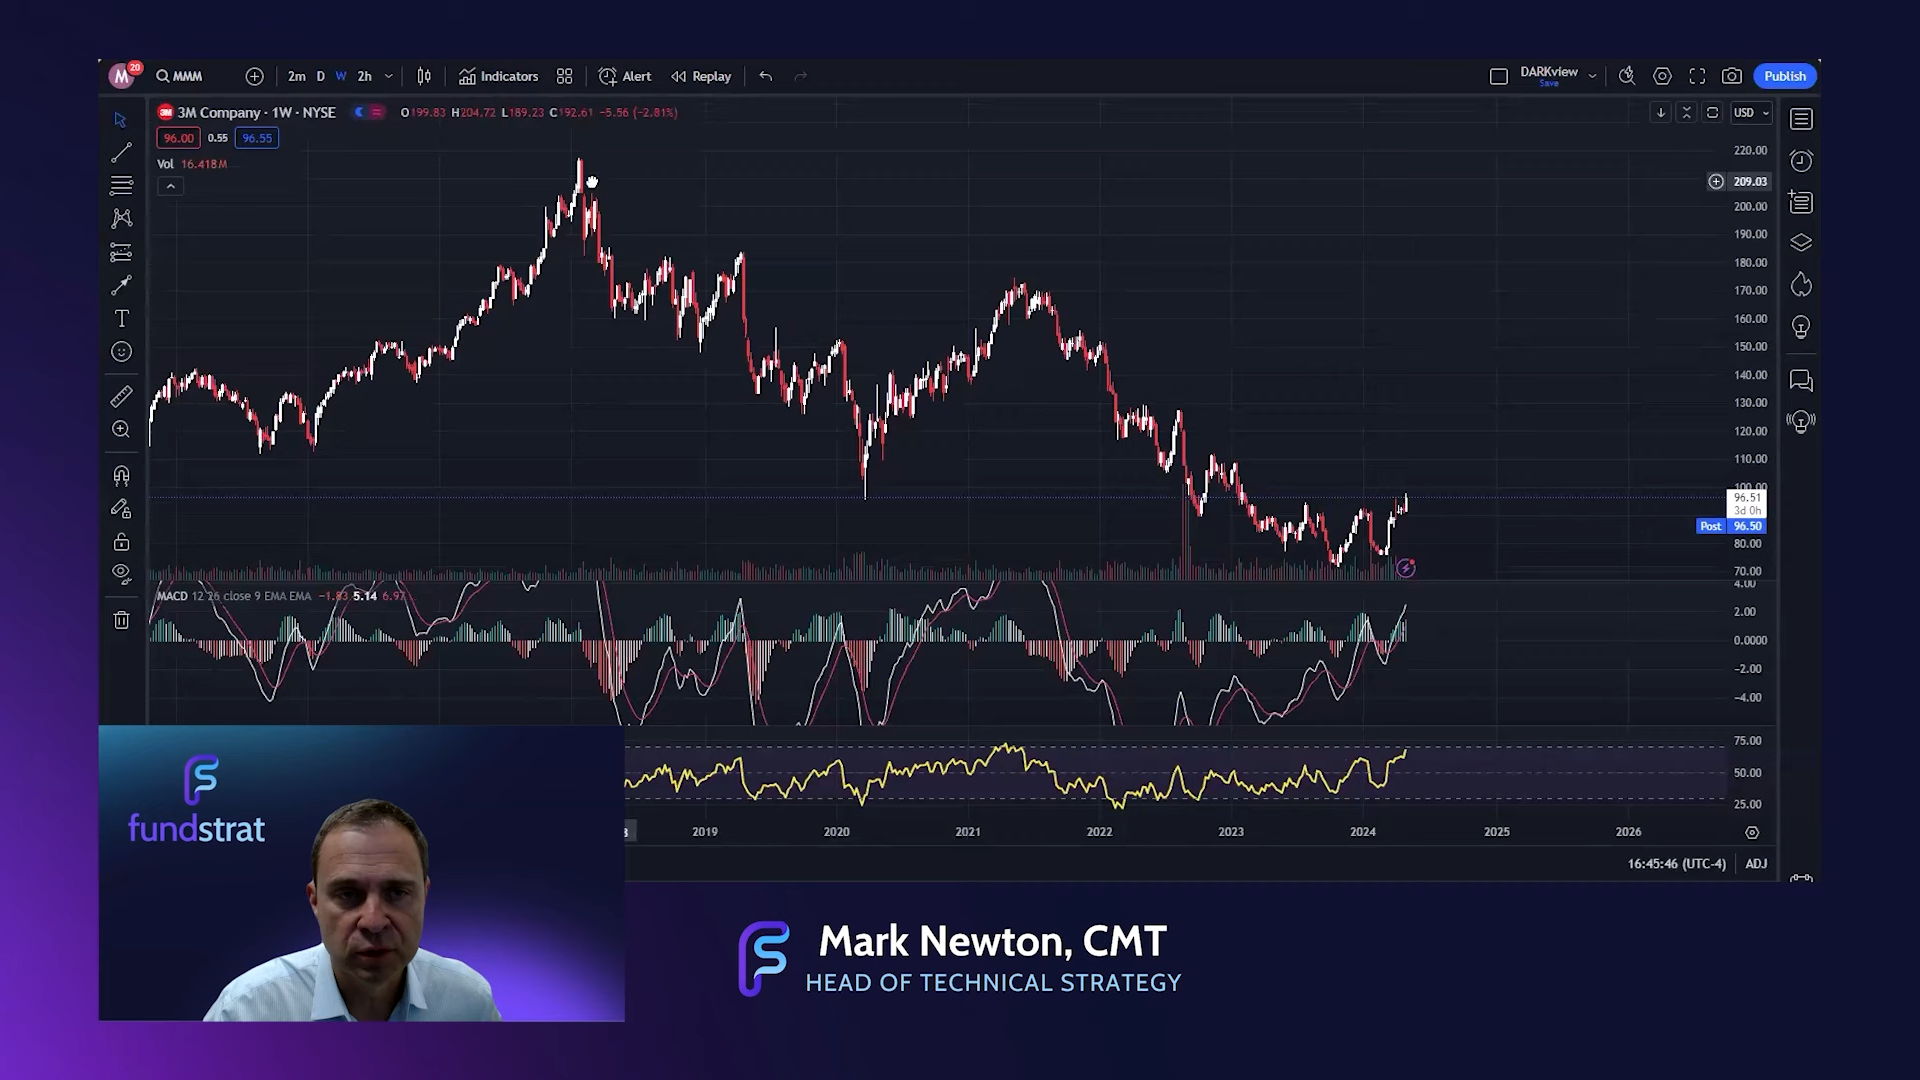 M 20 MMM 2m D W 2h Indicators Alert Replay DARKview Save Publish
3M 3M Company · 1W · NYSE O199.83 H204.72 L189.23 C192.61 −5.56 (−2.81%) USD
96.00 0.55 96.55
Vol 16.418M
220.00
209.03
200.00
190.00
180.00
170.00
160.00
150.00
140.00
130.00
120.00
110.00
100.00
96.51
3d 0h
Post 96.50
80.00
70.00
MACD 12 26 close 9 EMA EMA −1.83 5.14 6.97
4.00
2.00
0.0000
−2.00
−4.00
75.00
50.00
25.00
2019 2020 2021 2022 2023 2024 2025 2026
16:45:46 (UTC-4) ADJ
fundstrat
Mark Newton, CMT
HEAD OF TECHNICAL STRATEGY